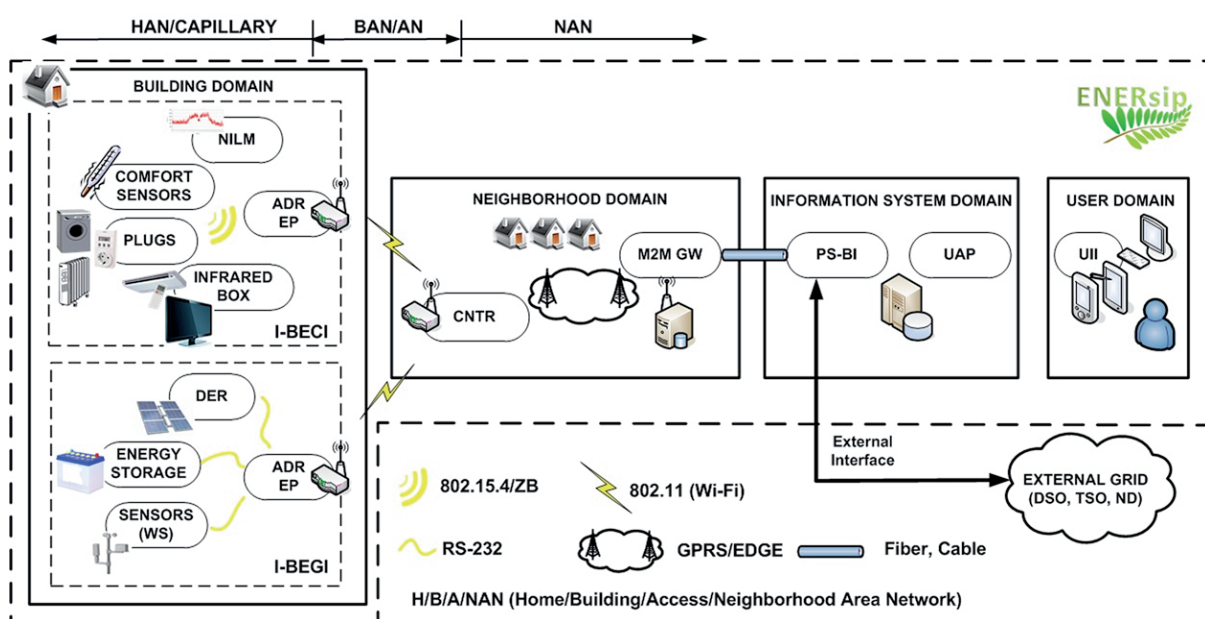 HAN/CAPILLARY
BAN/AN
NAN
BUILDING DOMAIN
NILM
COMFORT
SENSORS
ADR
EP
PLUGS
INFRARED
BOX
I-BECI
DER
ENERGY
STORAGE
ADR
EP
SENSORS
(WS)
I-BEGI
NEIGHBORHOOD DOMAIN
M2M GW
CNTR
INFORMATION SYSTEM DOMAIN
PS-BI
UAP
USER DOMAIN
UII
ENERsip
External
Interface
EXTERNAL GRID
(DSO, TSO, ND)
802.15.4/ZB
802.11 (Wi-Fi)
RS-232
GPRS/EDGE
Fiber, Cable
H/B/A/NAN (Home/Building/Access/Neighborhood Area Network)